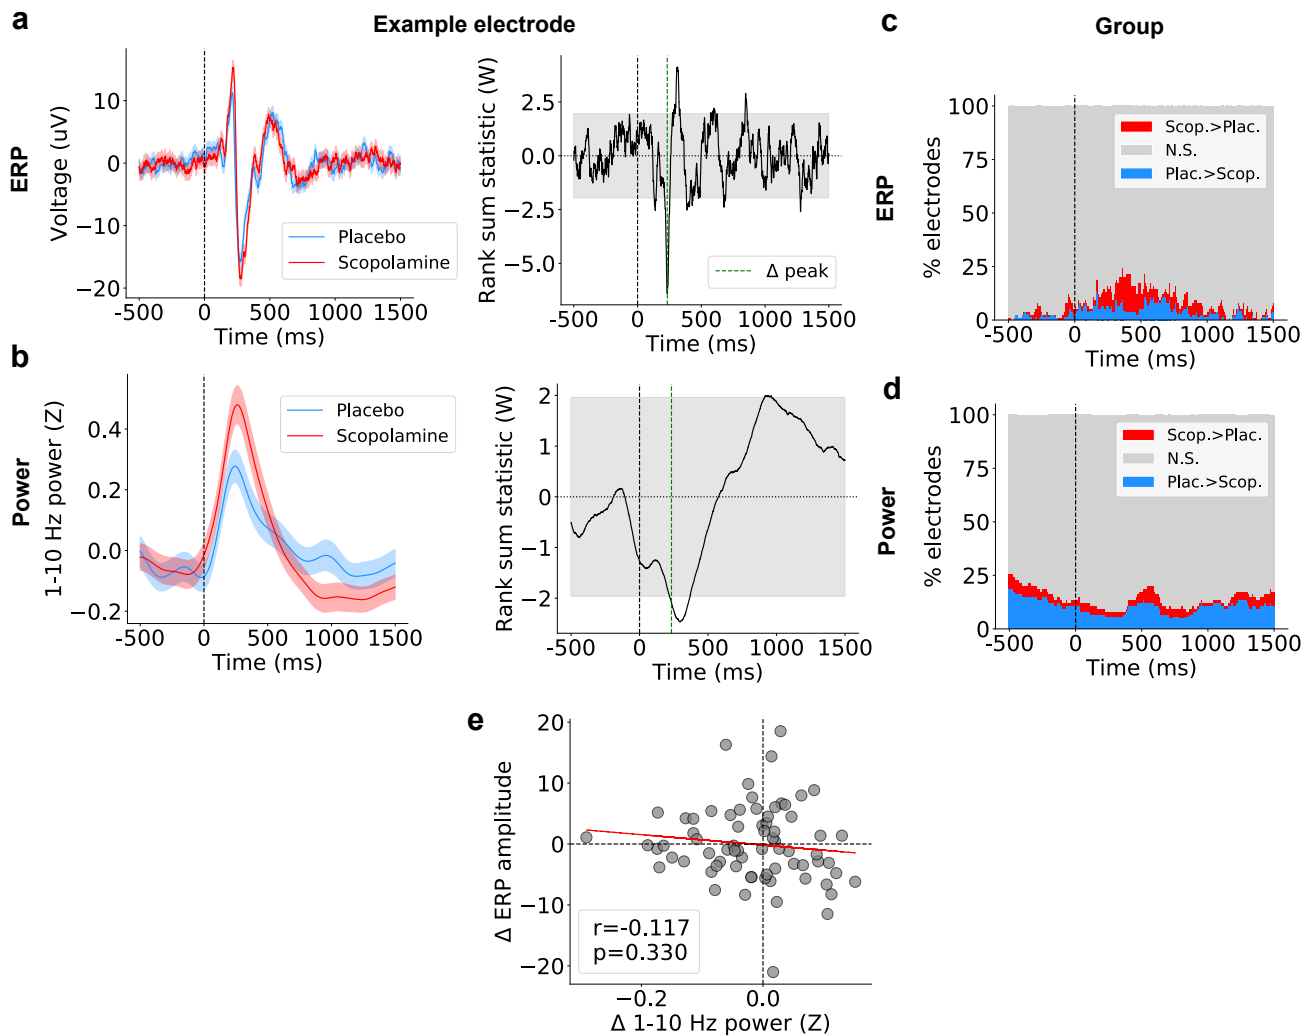 a
Example electrode
c
Group
ERP
Voltage (uV)
10
0
−10
−20
Placebo
Scopolamine
-500
0
500
1000
1500
Time (ms)
Rank sum statistic (W)
2.5
0.0
−2.5
−5.0
Δ peak
-500
0
500
1000
1500
Time (ms)
ERP
% electrodes
100
75
50
25
0
Scop.>Plac.
N.S.
Plac.>Scop.
-500
0
500
1000
1500
Time (ms)
b
Power
1-10 Hz power (Z)
0.4
0.2
0.0
−0.2
Placebo
Scopolamine
-500
0
500
1000
1500
Time (ms)
Rank sum statistic (W)
2
1
0
−1
−2
-500
0
500
1000
1500
Time (ms)
d
Power
% electrodes
100
75
50
25
0
Scop.>Plac.
N.S.
Plac.>Scop.
-500
0
500
1000
1500
Time (ms)
e
Δ ERP amplitude
20
10
0
−10
−20
r=-0.117
p=0.330
−0.2
0.0
Δ 1-10 Hz power (Z)